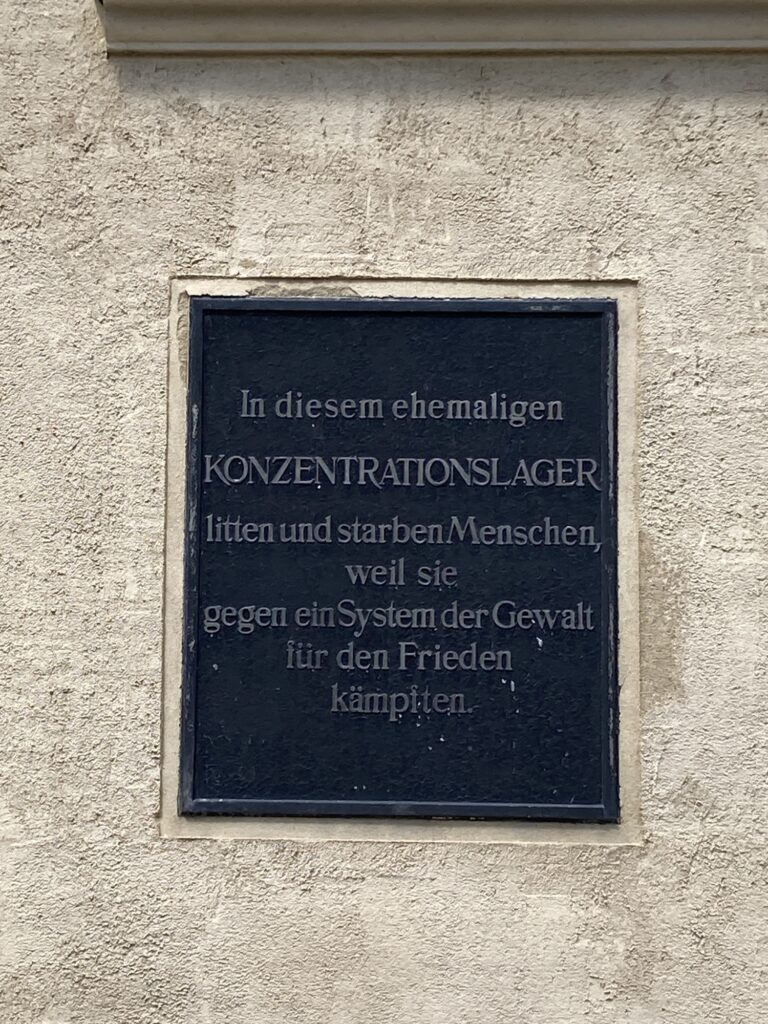 In diesem ehemaligen
KONZENTRATIONSLAGER
litten und starben Menschen,
weil sie
gegen ein System der Gewalt
für den Frieden
kämpften.